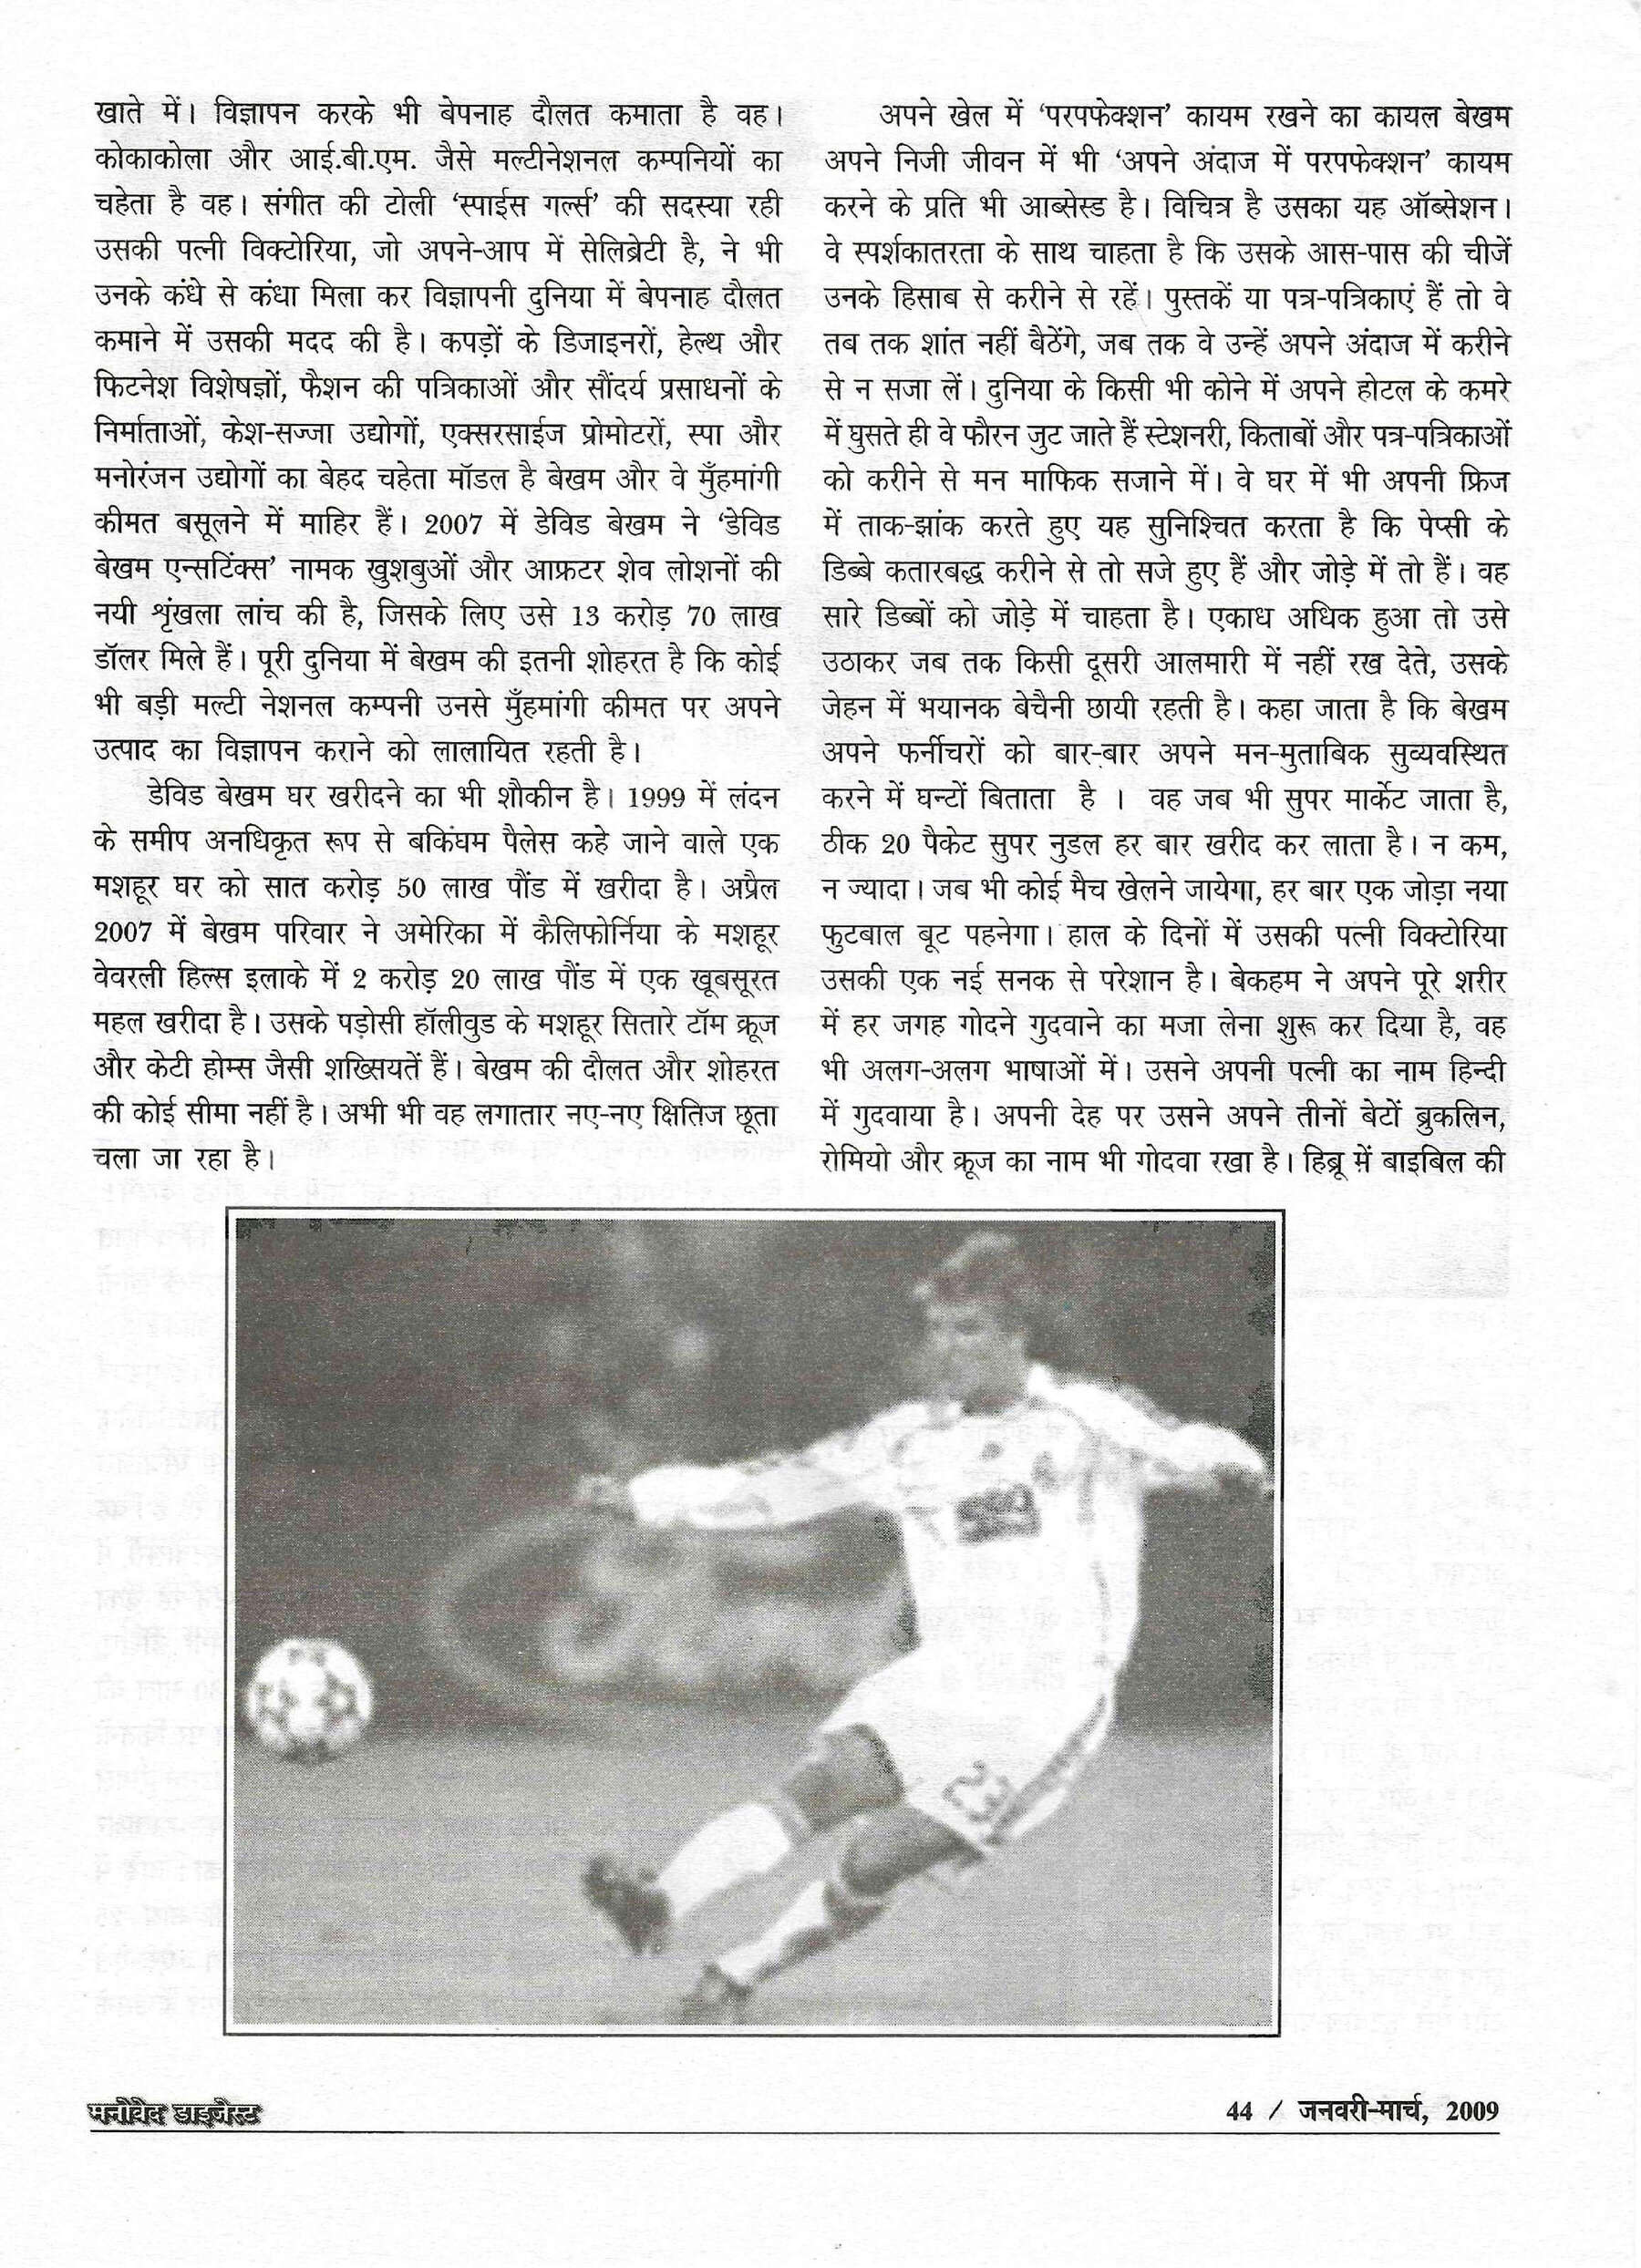 खाते में। विज्ञापन करके भी बेपनाह दौलत कमाता है वह।
कोकाकोला और आई.बी.एम. जैसे मल्टीनेशनल कम्पनियों का
चहेता है वह। संगीत की टोली ‘स्पाईस गर्ल्स’ की सदस्या रही
उसकी पत्नी विक्टोरिया, जो अपने-आप में सेलिब्रेटी है, ने भी
उनके कंधे से कंधा मिला कर विज्ञापनी दुनिया में बेपनाह दौलत
कमाने में उसकी मदद की है। कपड़ों के डिजाइनरों, हेल्थ और
फिटनेश विशेषज्ञों, फैशन की पत्रिकाओं और सौंदर्य प्रसाधनों के
निर्माताओं, केश-सज्जा उद्योगों, एक्सरसाईज प्रोमोटरों, स्पा और
मनोरंजन उद्योगों का बेहद चहेता मॉडल है बेखम और वे मुँहमांगी
कीमत बसूलने में माहिर हैं। 2007 में डेविड बेखम ने ‘डेविड
बेखम एन्सटिंक्स’ नामक खुशबुओं और आफ्रटर शेव लोशनों की
नयी शृंखला लांच की है, जिसके लिए उसे 13 करोड़ 70 लाख
डॉलर मिले हैं। पूरी दुनिया में बेखम की इतनी शोहरत है कि कोई
भी बड़ी मल्टी नेशनल कम्पनी उनसे मुँहमांगी कीमत पर अपने
उत्पाद का विज्ञापन कराने को लालायित रहती है।
डेविड बेखम घर खरीदने का भी शौकीन है। 1999 में लंदन
के समीप अनधिकृत रूप से बकिंघम पैलेस कहे जाने वाले एक
मशहूर घर को सात करोड़ 50 लाख पौंड में खरीदा है। अप्रैल
2007 में बेखम परिवार ने अमेरिका में कैलिफोर्निया के मशहूर
वेवरली हिल्स इलाके में 2 करोड़ 20 लाख पौंड में एक खूबसूरत
महल खरीदा है। उसके पड़ोसी हॉलीवुड के मशहूर सितारे टॉम क्रूज
और केटी होम्स जैसी शख्सियतें हैं। बेखम की दौलत और शोहरत
की कोई सीमा नहीं है। अभी भी वह लगातार नए-नए क्षितिज छूता
चला जा रहा है।
अपने खेल में ‘परपफेक्शन’ कायम रखने का कायल बेखम
अपने निजी जीवन में भी ‘अपने अंदाज में परपफेक्शन’ कायम
करने के प्रति भी आब्सेस्ड है। विचित्र है उसका यह ऑब्सेशन।
वे स्पर्शकातरता के साथ चाहता है कि उसके आस-पास की चीजें
उनके हिसाब से करीने से रहें। पुस्तकें या पत्र-पत्रिकाएं हैं तो वे
तब तक शांत नहीं बैठेंगे, जब तक वे उन्हें अपने अंदाज में करीने
से न सजा लें। दुनिया के किसी भी कोने में अपने होटल के कमरे
में घुसते ही वे फौरन जुट जाते हैं स्टेशनरी, किताबों और पत्र-पत्रिकाओं
को करीने से मन माफिक सजाने में। वे घर में भी अपनी फ्रिज
में ताक-झांक करते हुए यह सुनिश्चित करता है कि पेप्सी के
डिब्बे कतारबद्ध करीने से तो सजे हुए हैं और जोड़े में तो हैं। वह
सारे डिब्बों को जोड़े में चाहता है। एकाध अधिक हुआ तो उसे
उठाकर जब तक किसी दूसरी आलमारी में नहीं रख देते, उसके
जेहन में भयानक बेचैनी छायी रहती है। कहा जाता है कि बेखम
अपने फर्नीचरों को बार-बार अपने मन-मुताबिक सुव्यवस्थित
करने में घन्टों बिताता है । वह जब भी सुपर मार्केट जाता है,
ठीक 20 पैकेट सुपर नुडल हर बार खरीद कर लाता है। न कम,
न ज्यादा। जब भी कोई मैच खेलने जायेगा, हर बार एक जोड़ा नया
फुटबाल बूट पहनेगा। हाल के दिनों में उसकी पत्नी विक्टोरिया
उसकी एक नई सनक से परेशान है। बेकहम ने अपने पूरे शरीर
में हर जगह गोदने गुदवाने का मजा लेना शुरू कर दिया है, वह
भी अलग-अलग भाषाओं में। उसने अपनी पत्नी का नाम हिन्दी
में गुदवाया है। अपनी देह पर उसने अपने तीनों बेटों ब्रुकलिन,
रोमियो और क्रूज का नाम भी गोदवा रखा है। हिब्रू में बाइबिल की
23
मनोवेद डाइजेस्ट
44 / जनवरी-मार्च, 2009